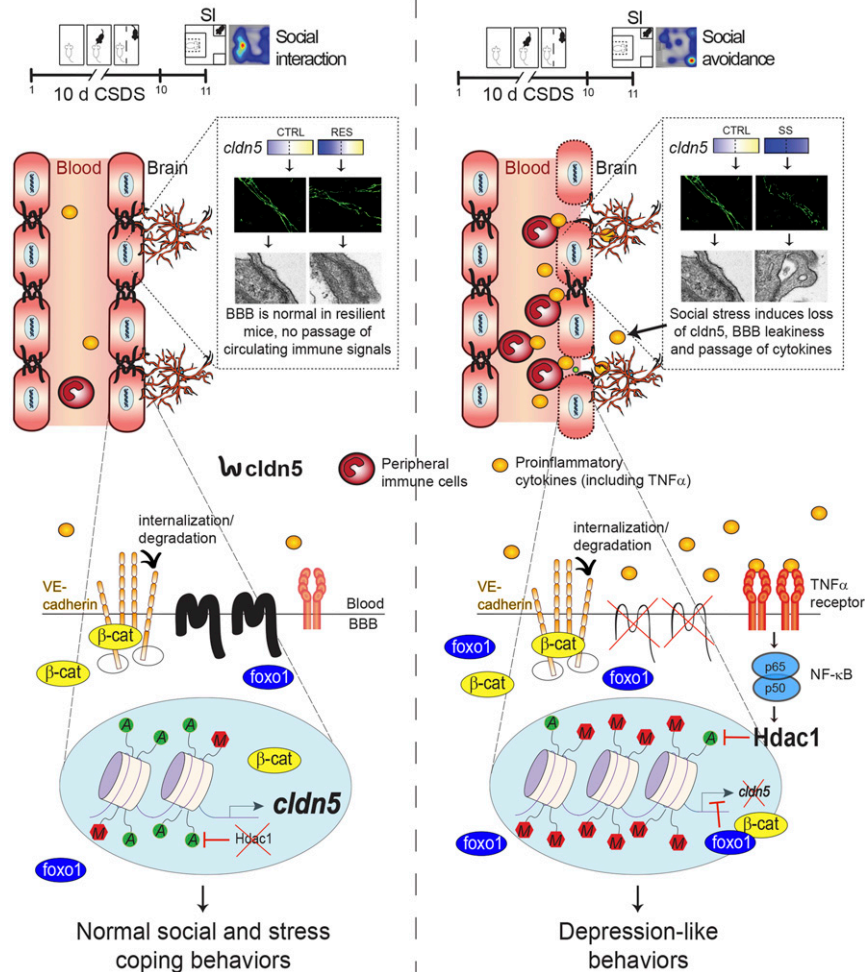 SI
Social
interaction
1
10 d CSDS
10
11
CTRL
RES
cldn5
Blood
Brain
BBB is normal in resilient
mice, no passage of
circulating immune signals
SI
Social
avoidance
1
10 d CSDS
10
11
CTRL
SS
cldn5
Blood
Brain
Social stress induces loss
of cldn5, BBB leakiness
and passage of cytokines
cldn5
Peripheral
immune cells
Proinflammatory
cytokines (including TNFα)
internalization/
degradation
VE-
cadherin
β-cat
β-cat
Blood
BBB
foxo1
A
A
A
M
β-cat
cldn5
M
A
A
A
Hdac1
foxo1
Normal social and stress
coping behaviors
internalization/
degradation
VE-
cadherin
TNFα
receptor
foxo1
β-cat
β-cat
foxo1
p65
p50
NF-κB
A
M
M
M
M
M
A
Hdac1
cldn5
β-cat
foxo1
M
M
M
M
M
M
foxo1
Depression-like
behaviors